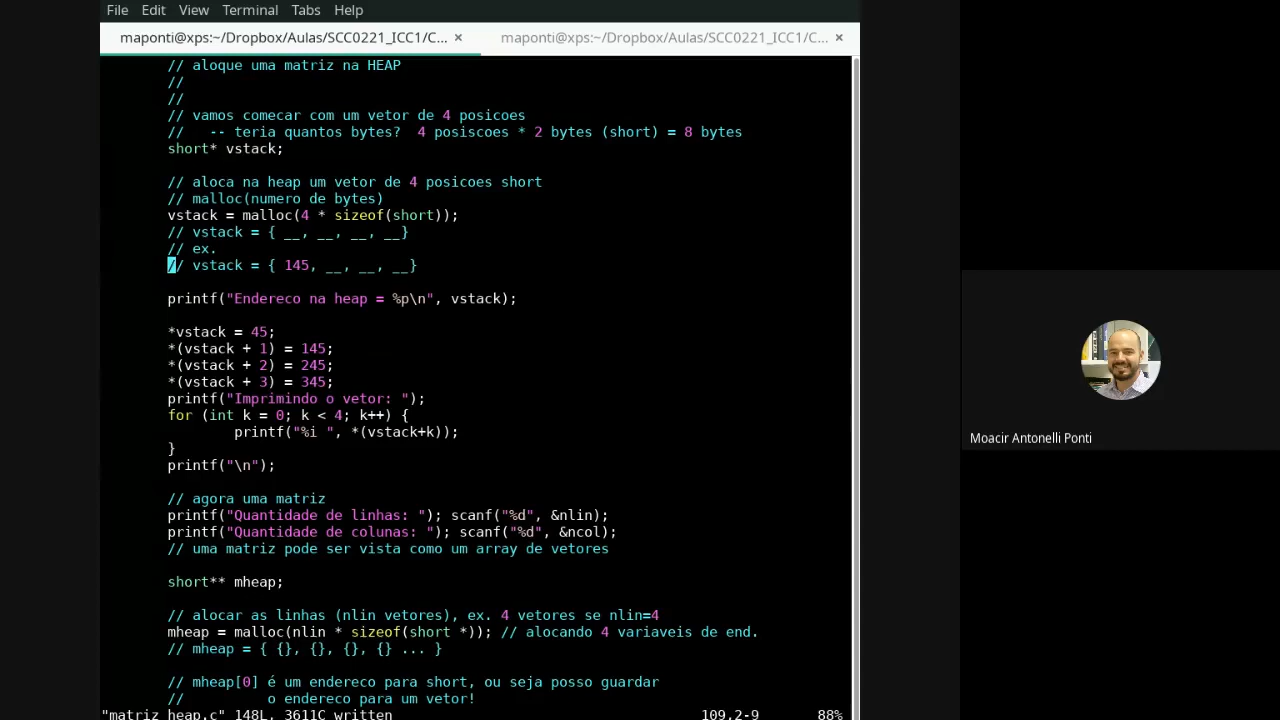 File Edit View Terminal Tabs Help
maponti@xps:~/Dropbox/Aulas/SCC0221_ICC1/C... × maponti@xps:~/Dropbox/Aulas/SCC0221_ICC1/C... ×
// aloque uma matriz na HEAP
//
//
// vamos comecar com um vetor de 4 posicoes
//   -- teria quantos bytes?  4 posiscoes * 2 bytes (short) = 8 bytes
short* vstack;
// aloca na heap um vetor de 4 posicoes short
// malloc(numero de bytes)
vstack = malloc(4 * sizeof(short));
// vstack = { __, __, __, __}
// ex.
// vstack = { 145, __, __, __}
printf("Endereco na heap = %p\n", vstack);
*vstack = 45;
*(vstack + 1) = 145;
*(vstack + 2) = 245;
*(vstack + 3) = 345;
printf("Imprimindo o vetor: ");
for (int k = 0; k < 4; k++) {
        printf("%i ", *(vstack+k));
}
printf("\n");
// agora uma matriz
printf("Quantidade de linhas: "); scanf("%d", &nlin);
printf("Quantidade de colunas: "); scanf("%d", &ncol);
// uma matriz pode ser vista como um array de vetores
short** mheap;
// alocar as linhas (nlin vetores), ex. 4 vetores se nlin=4
mheap = malloc(nlin * sizeof(short *)); // alocando 4 variaveis de end.
// mheap = { {}, {}, {}, {} ... }
// mheap[0] é um endereco para short, ou seja posso guardar
//          o endereco para um vetor!
"matriz_heap.c" 148L, 3611C written 109,2-9 88%
Moacir Antonelli Ponti